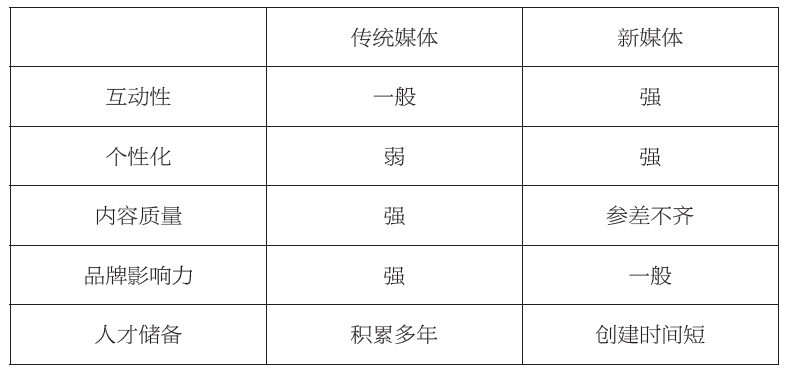 传统媒体 新媒体
互动性 一般 强
个性化 弱 强
内容质量 强 参差不齐
品牌影响力 强 一般
人才储备 积累多年 创建时间短